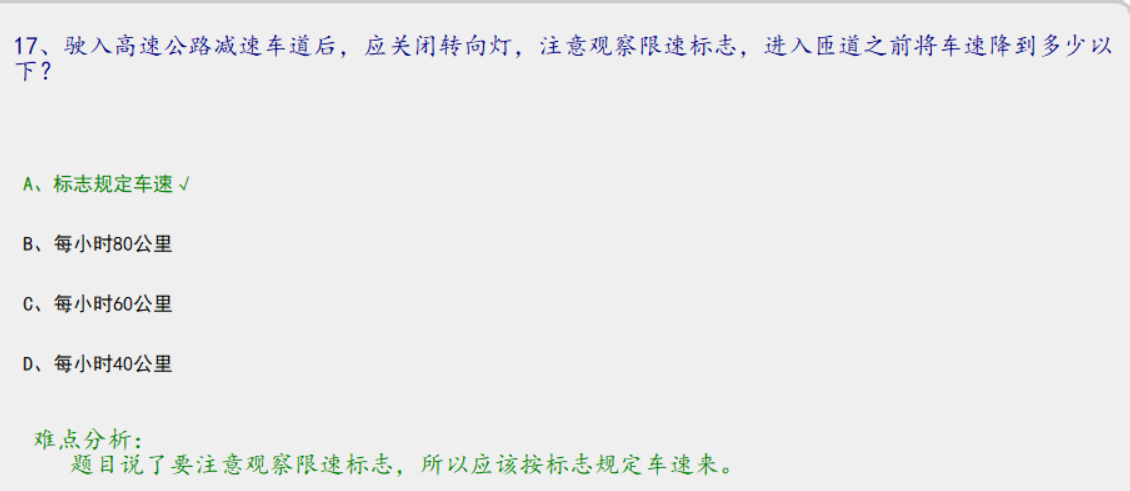 17、驶入高速公路减速车道后，应关闭转向灯，注意观察限速标志，进入匝道之前将车速降到多少以
下？
A、标志规定车速√
B、每小时80公里
C、每小时60公里
D、每小时40公里
难点分析：
题目说了要注意观察限速标志，所以应该按标志规定车速来。